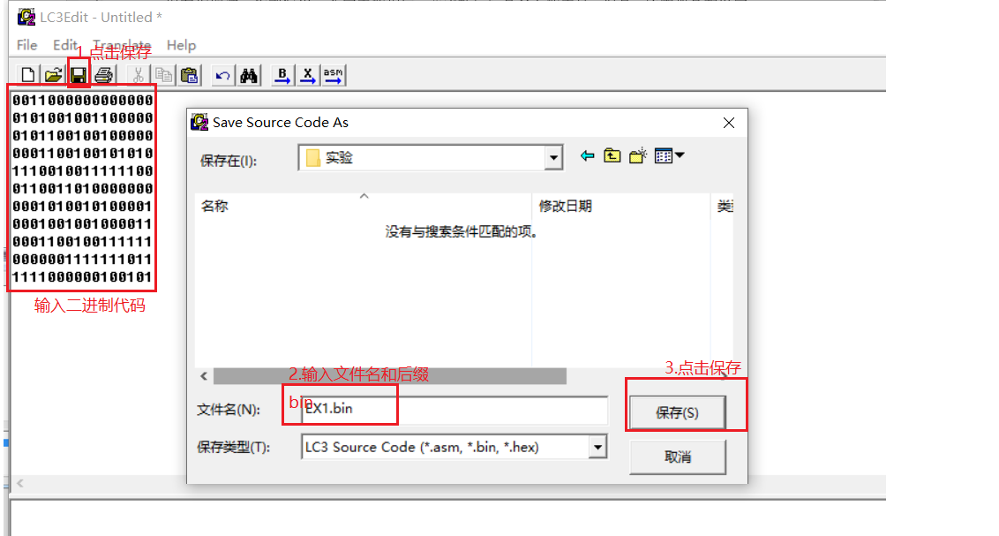 LC3Edit - Untitled *
File Edit Translate Help
1.点击保存
B X asm
0011000000000000
0101001001100000
0101100100100000
0001100100101010
1110010011111100
0110011010000000
0001010010100001
0001001001000011
0001100100111111
0000001111111011
1111000000100101
输入二进制代码
Save Source Code As
保存在(I):
实验
名称
修改日期
没有与搜索条件匹配的项。
2.输入文件名和后缀
bin
3.点击保存
文件名(N):
EX1.bin
保存(S)
保存类型(T):
LC3 Source Code (*.asm, *.bin, *.hex)
取消